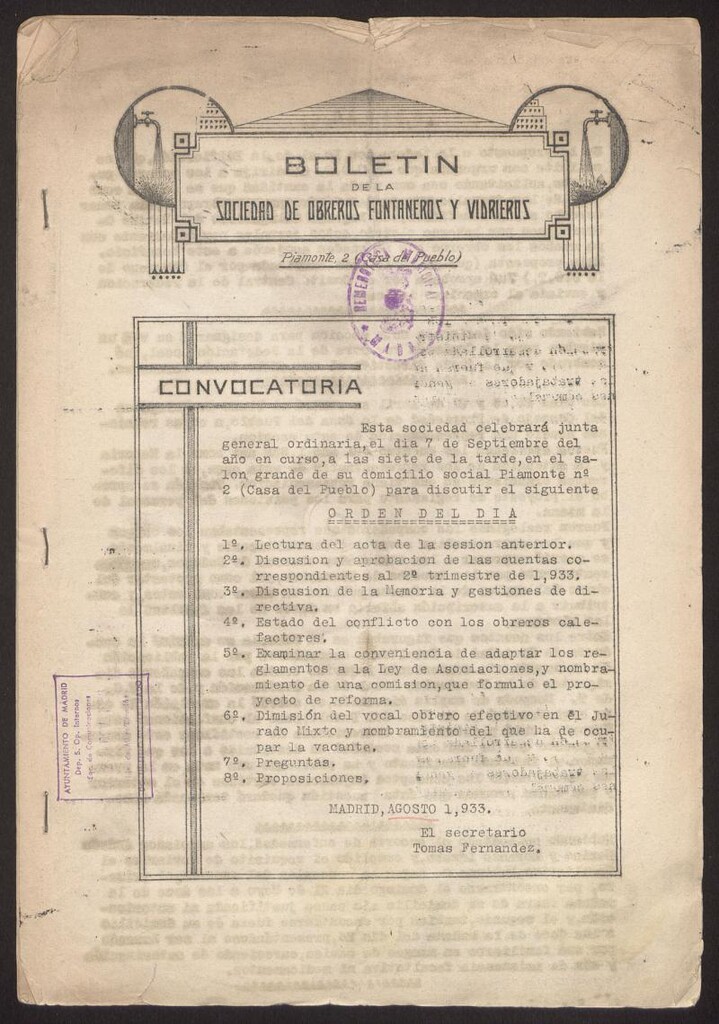 BOLETIN
DE LA
SOCIEDAD DE OBREROS FONTANEROS Y VIDRIEROS
Piamonte, 2 (Casa del Pueblo)
HEMEROTECA MUNICIPAL
CONVOCATORIA
Esta sociedad celebrará junta
general ordinaria,el dia 7 de Septiembre del
año en curso,a las siete de la tarde,en el sa-
lon grande de su domicilio social Piamonte nº
2 (Casa del Pueblo) para discutir el siguiente
ORDEN DEL DIA
1º. Lectura del acta de la sesion anterior.
2º. Discusion y aprobacion de las cuentas co-
rrespondientes al 2º trimestre de 1,933.
3º. Discusion de la Memoria y gestiones de di-
rectiva.
4º. Estado del conflicto con los obreros cale-
factores.
5º. Examinar la conveniencia de adaptar los re-
glamentos a la Ley de Asociaciones,y nombra-
miento de una comision,que formule el pro-
yecto de reforma.
6º. Dimisión del vocal obrero efectivo en él Ju-
rado Mixto y nombramiento del que ha de ocu-
par la vacante.
7º. Preguntas.
8º. Proposiciones.
MADRID,AGOSTO 1,933.
El secretario
Tomas Fernandez.
AYUNTAMIENTO DE MADRID
Dep. S. Op. Internos